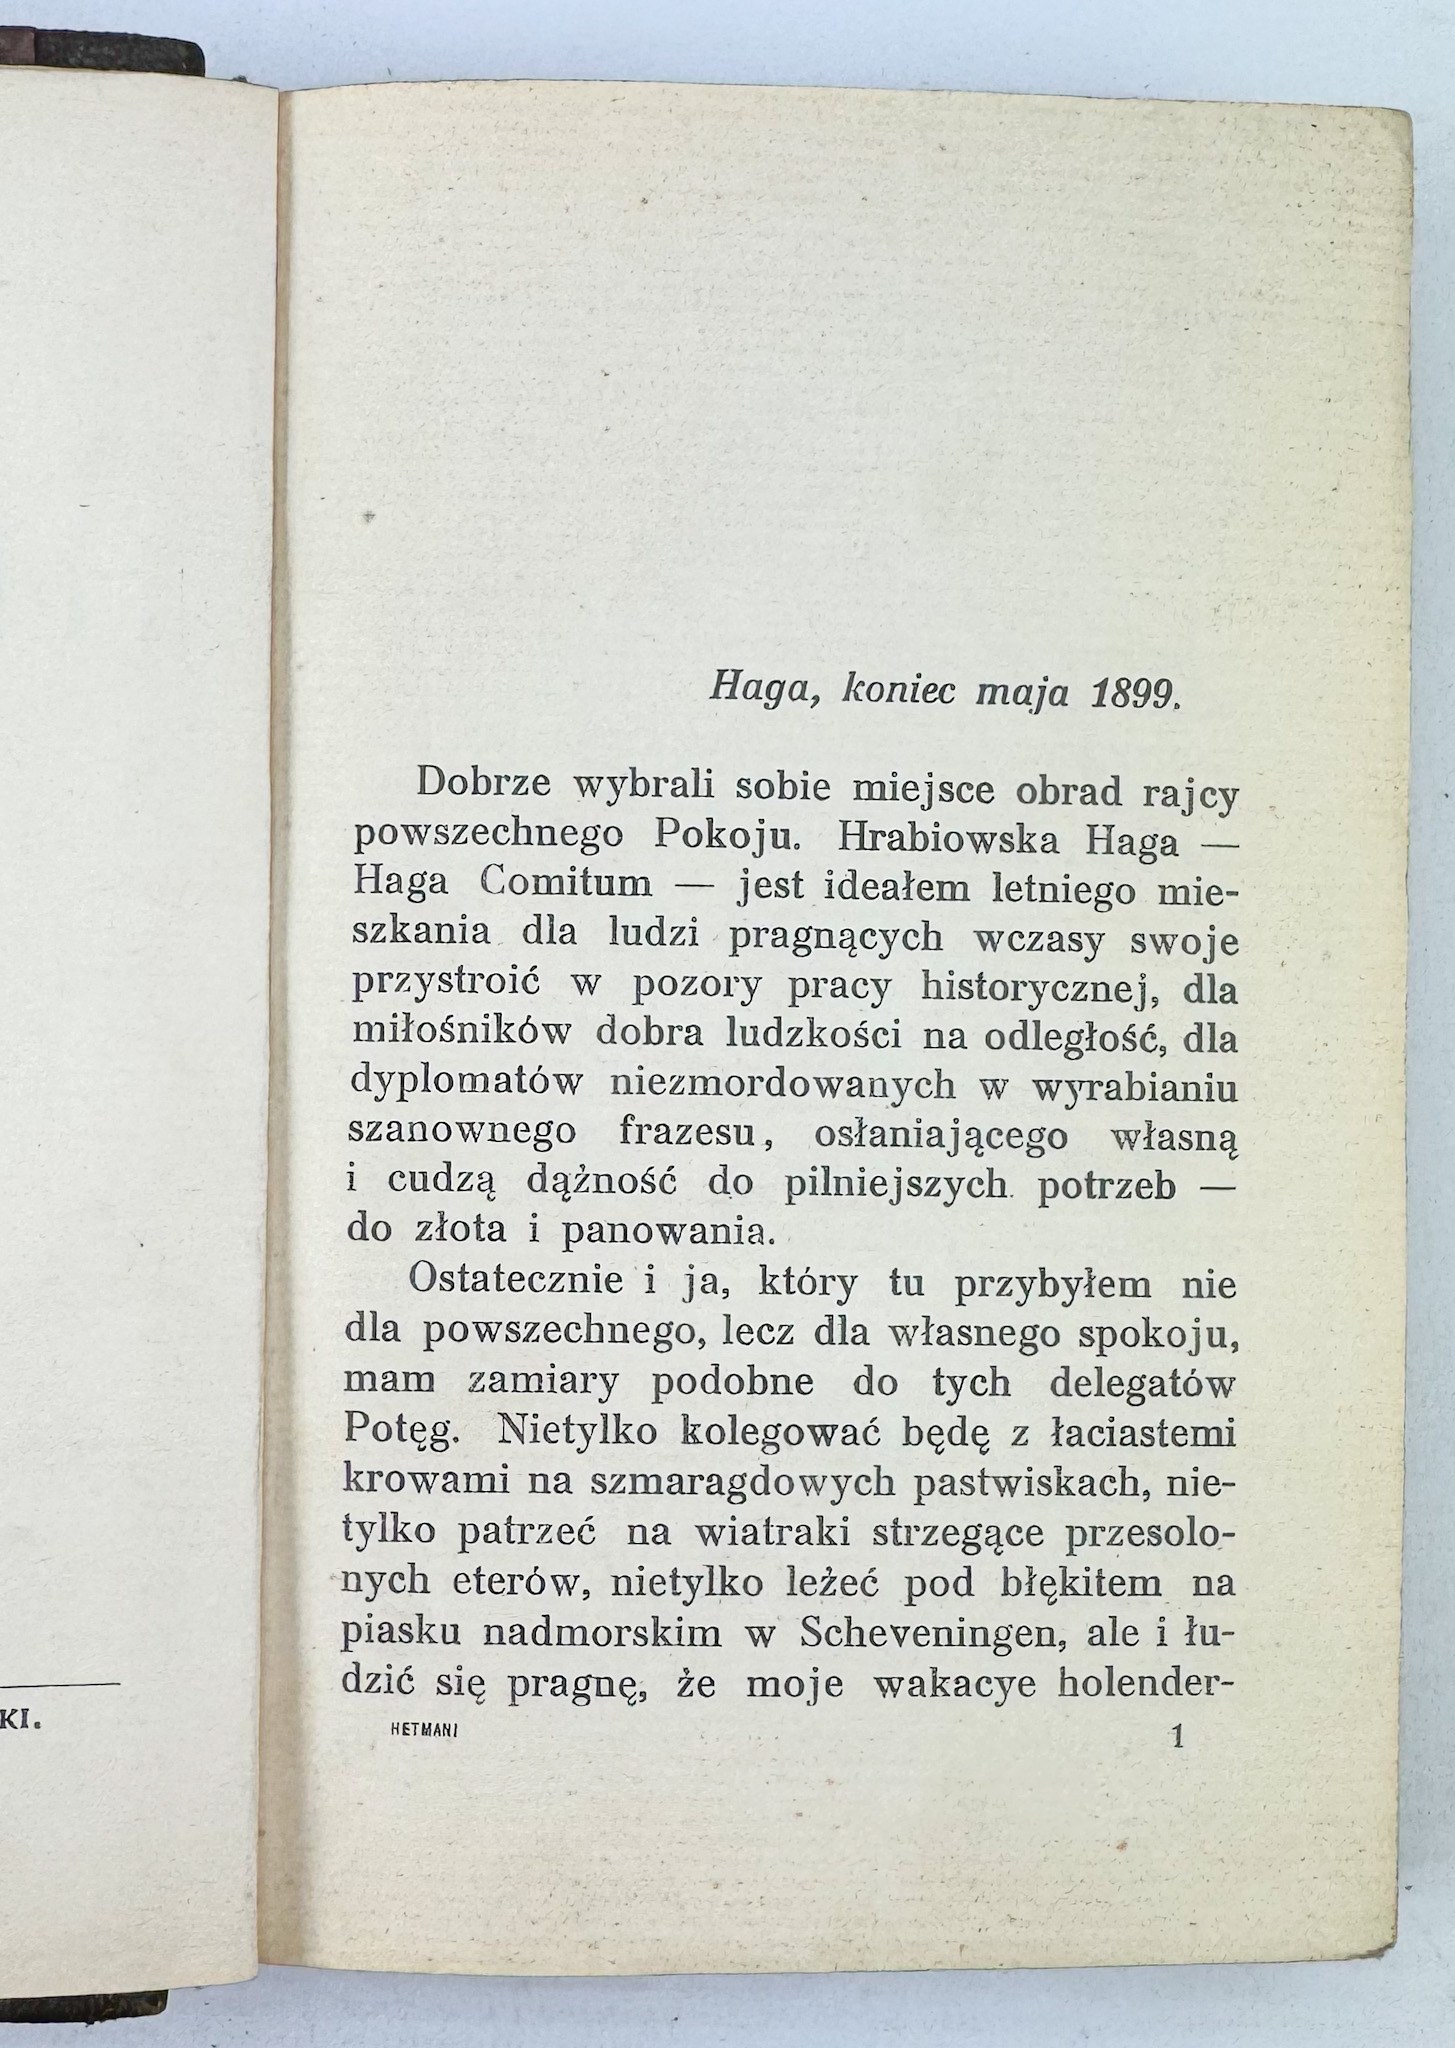 Haga, koniec maja 1899.
Dobrze wybrali sobie miejsce obrad rajcy
powszechnego Pokoju. Hrabiowska Haga —
Haga Comitum — jest ideałem letniego mie-
szkania dla ludzi pragnących wczasy swoje
przystroić w pozory pracy historycznej, dla
miłośników dobra ludzkości na odległość, dla
dyplomatów niezmordowanych w wyrabianiu
szanownego frazesu, osłaniającego własną
i cudzą dążność do pilniejszych potrzeb —
do złota i panowania.
Ostatecznie i ja, który tu przybyłem nie
dla powszechnego, lecz dla własnego spokoju,
mam zamiary podobne do tych delegatów
Potęg. Nietylko kolegować będę z łaciastemi
krowami na szmaragdowych pastwiskach, nie-
tylko patrzeć na wiatraki strzegące przesolo-
nych eterów, nietylko leżeć pod błękitem na
piasku nadmorskim w Scheveningen, ale i łu-
dzić się pragnę, że moje wakacye holender-
HETMANI 1
KI.